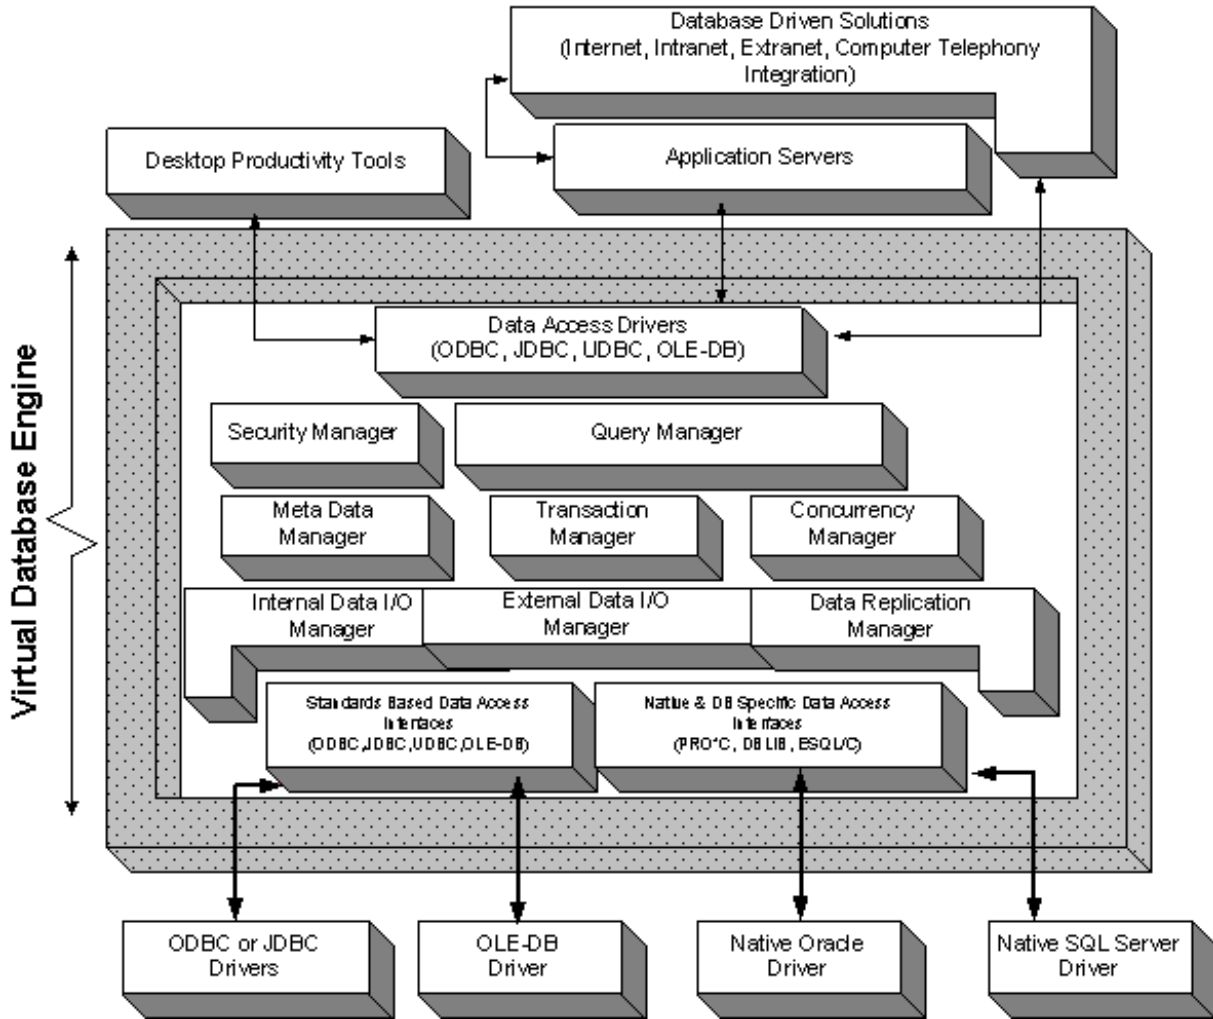 Database Driven Solutions
(Internet, Intranet, Extranet, Computer Telephony
Integration)
Desktop Productivity Tools
Application Servers
Virtual Database Engine
Data Access Drivers
(ODBC, JDBC, UDBC, OLE-DB)
Security Manager
Query Manager
Meta Data
Manager
Transaction
Manager
Concurrency
Manager
Internal Data I/O
Manager
External Data I/O
Manager
Data Replication
Manager
Standards Based Data Access
Interfaces
(ODBC,JDBC,UDBC,OLE-DB)
Native & DB Specific Data Access
Interfaces
(PRO*C, DBLIB, ESQL/C)
ODBC or JDBC
Drivers
OLE-DB
Driver
Native Oracle
Driver
Native SQL Server
Driver